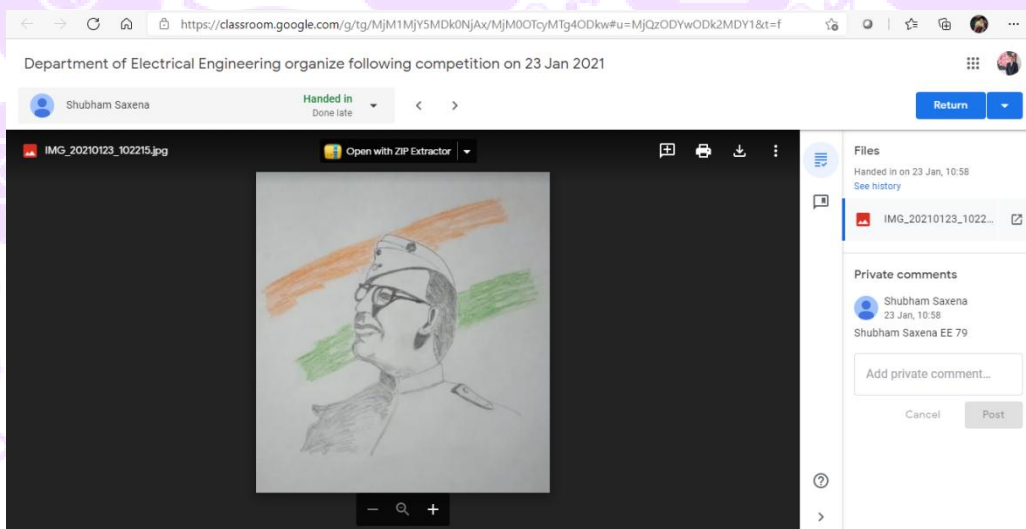 https://classroom.google.com/g/tg/MjM1MjY5MDk0NjAx/MjM0OTcyMTg4ODkw#u=MjQzODYwODk2MDY1&t=f
Department of Electrical Engineering organize following competition on 23 Jan 2021
Shubham Saxena
Handed in
Done late
Return
IMG_20210123_102215.jpg
Open with ZIP Extractor
Files
Handed in on 23 Jan, 10:58
See history
IMG_20210123_1022...
Private comments
Shubham Saxena
23 Jan, 10:58
Shubham Saxena EE 79
Add private comment...
Cancel
Post